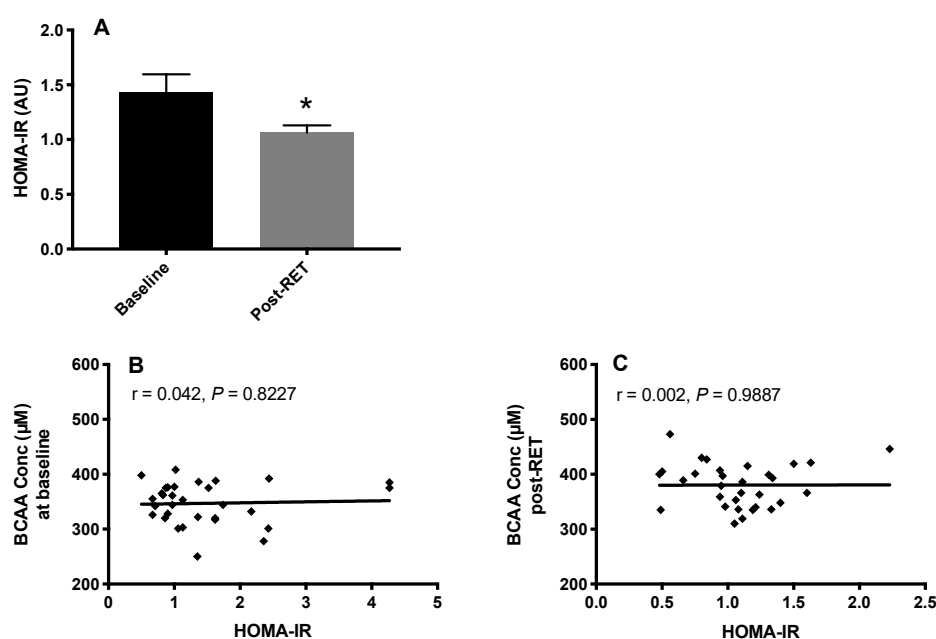 A
HOMA-IR (AU)
2.0
1.5
1.0
0.5
0.0
*
Baseline
Post-RET
B
r = 0.042, P = 0.8227
BCAA Conc (µM)
at baseline
600
500
400
300
200
0 1 2 3 4 5
HOMA-IR
C
r = 0.002, P = 0.9887
BCAA Conc (µM)
post-RET
600
500
400
300
200
0.0 0.5 1.0 1.5 2.0 2.5
HOMA-IR